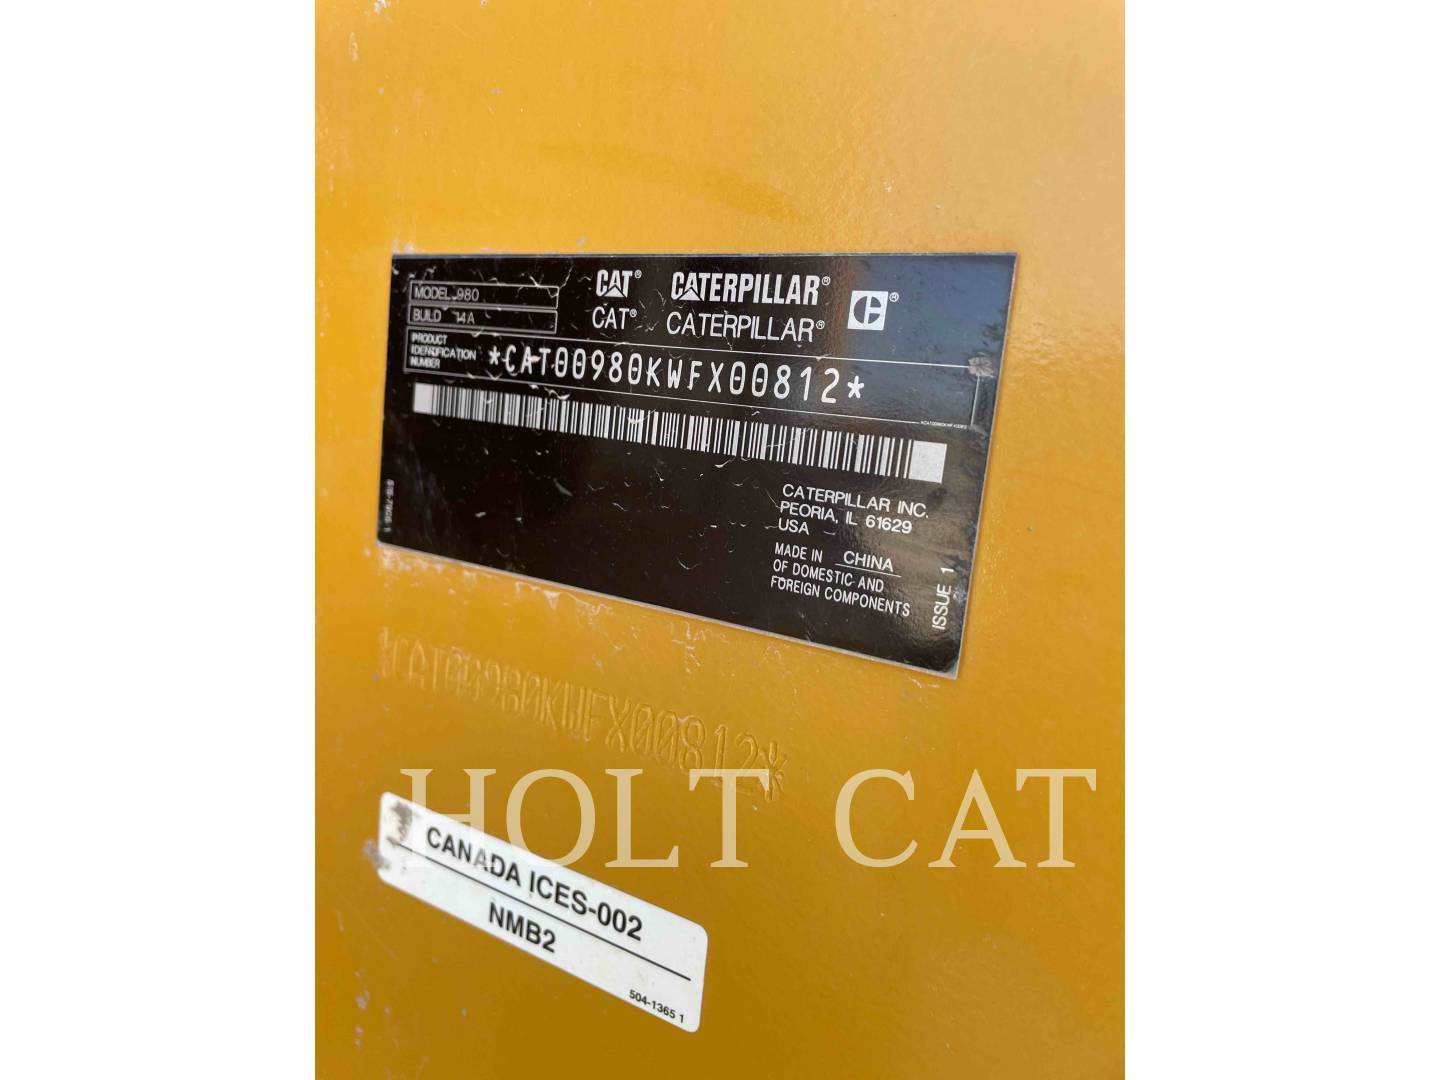 MODEL 980
BUILD 14A
CAT® CATERPILLAR®
CAT® CATERPILLAR®
PRODUCT
IDENTIFICATION
NUMBER
*CAT00980KWFX00812*
CATERPILLAR INC.
PEORIA, IL 61629
USA
MADE IN CHINA
OF DOMESTIC AND
FOREIGN COMPONENTS
ISSUE 1
*CAT00980KWFX00812*
HOLT CAT
CANADA ICES-002
NMB2
504-1365 1